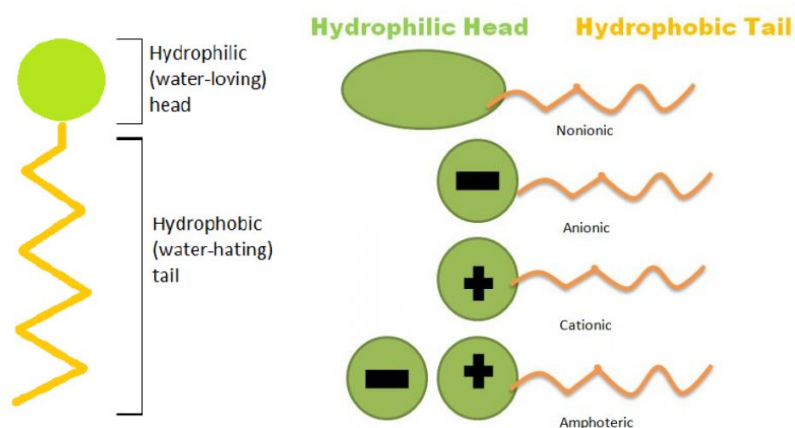 Hydrophilic
(water-loving)
head
Hydrophobic
(water-hating)
tail
Hydrophilic Head
Hydrophobic Tail
Nonionic
Anionic
Cationic
Amphoteric